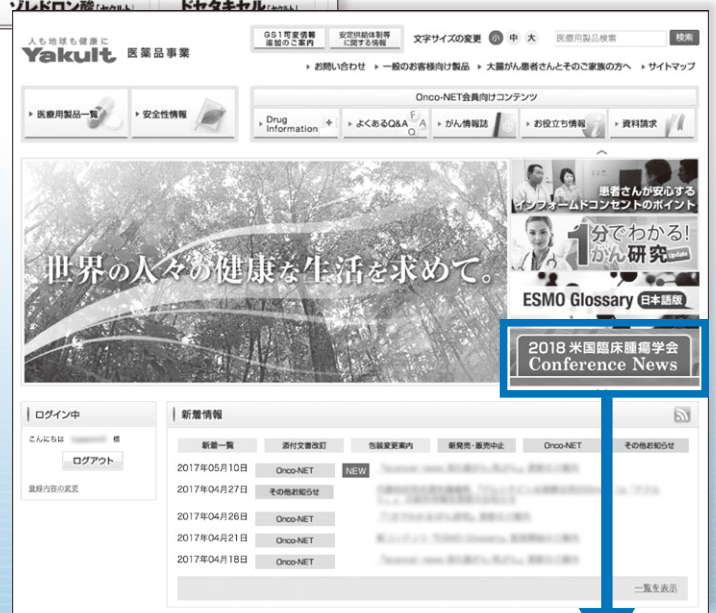 ゾレドロン酸[ヤクルト] ドセタキセル[ヤクルト]
人も地球も健康に
Yakult 医薬品事業
GS1可変情報
追加のご案内
安定供給体制等
に関する情報
文字サイズの変更 小 中 大
医療用製品検索 検索
お問い合わせ 一般のお客様向け製品 大腸がん患者さんとそのご家族の方へ サイトマップ
医療用製品一覧
安全性情報
Onco-NET会員向けコンテンツ
Drug
Information +
よくあるQ&A
がん情報誌
お役立ち情報
資料請求
世界の人々の健康な生活を求めて。
患者さんが安心する
インフォームドコンセントのポイント
1分でわかる!
がん研究 Update
ESMO Glossary 日本語版
2018 米国臨床腫瘍学会
Conference News
ログイン中
こんにちは 様
ログアウト
登録内容の変更
新着情報
新着一覧 添付文書改訂 包装変更案内 新発売・販売中止 Onco-NET その他お知らせ
2017年05月10日 Onco-NET NEW
2017年04月27日 その他お知らせ
2017年04月26日 Onco-NET
2017年04月21日 Onco-NET
2017年04月18日 Onco-NET
一覧を表示